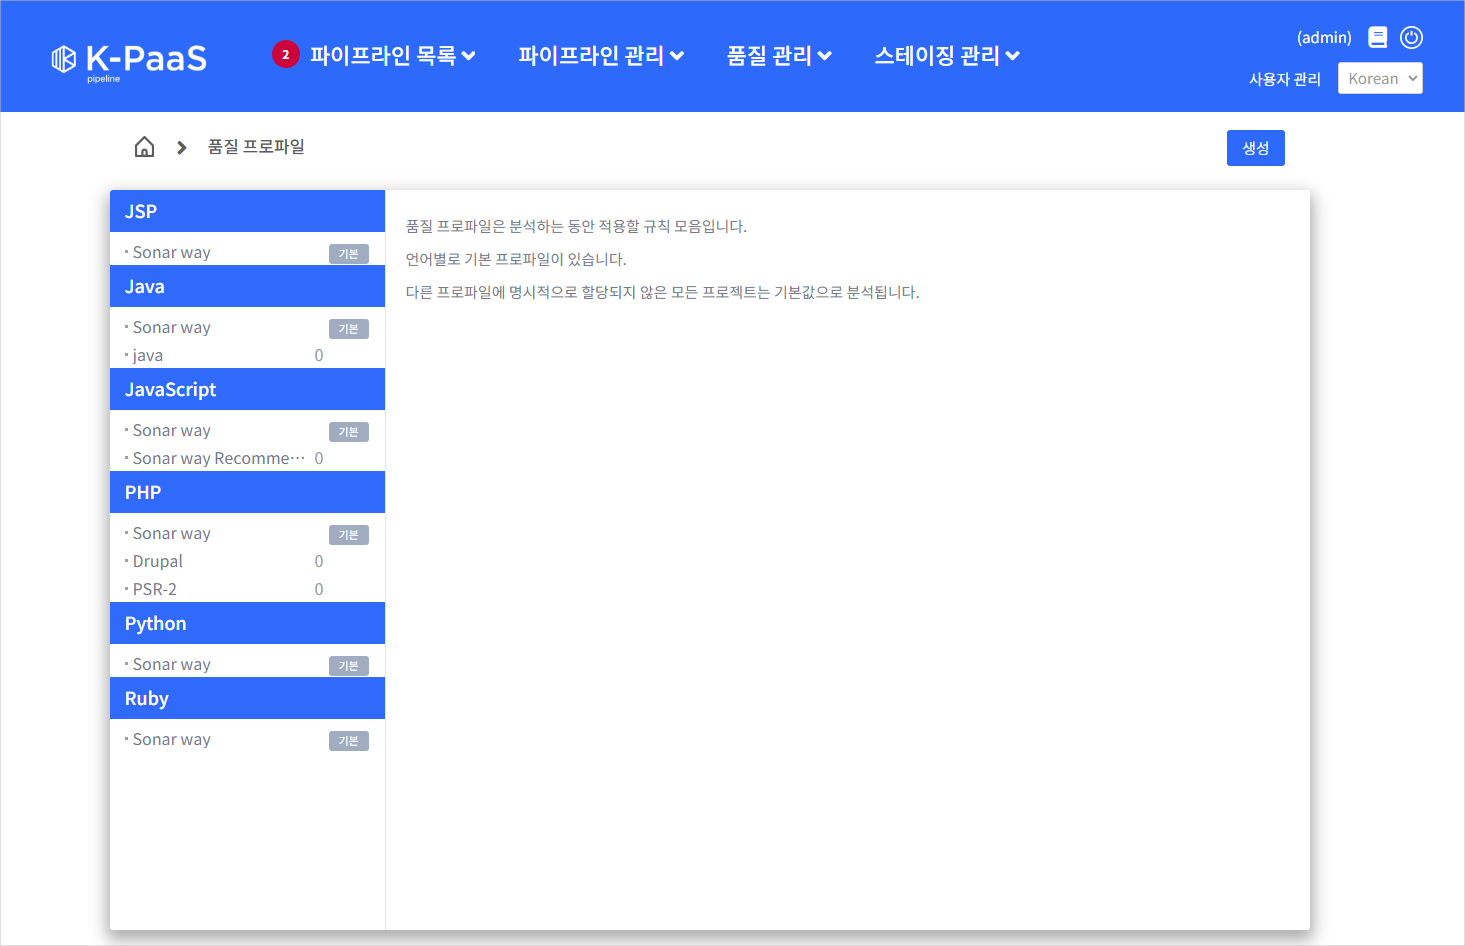 K-PaaS
pipeline
2 파이프라인 목록
파이프라인 관리
품질 관리
스테이징 관리
(admin)
사용자 관리
Korean
품질 프로파일
생성
JSP
· Sonar way 기본
Java
· Sonar way 기본
· java 0
JavaScript
· Sonar way 기본
· Sonar way Recomme… 0
PHP
· Sonar way 기본
· Drupal 0
· PSR-2 0
Python
· Sonar way 기본
Ruby
· Sonar way 기본
품질 프로파일은 분석하는 동안 적용할 규칙 모음입니다.
언어별로 기본 프로파일이 있습니다.
다른 프로파일에 명시적으로 할당되지 않은 모든 프로젝트는 기본값으로 분석됩니다.